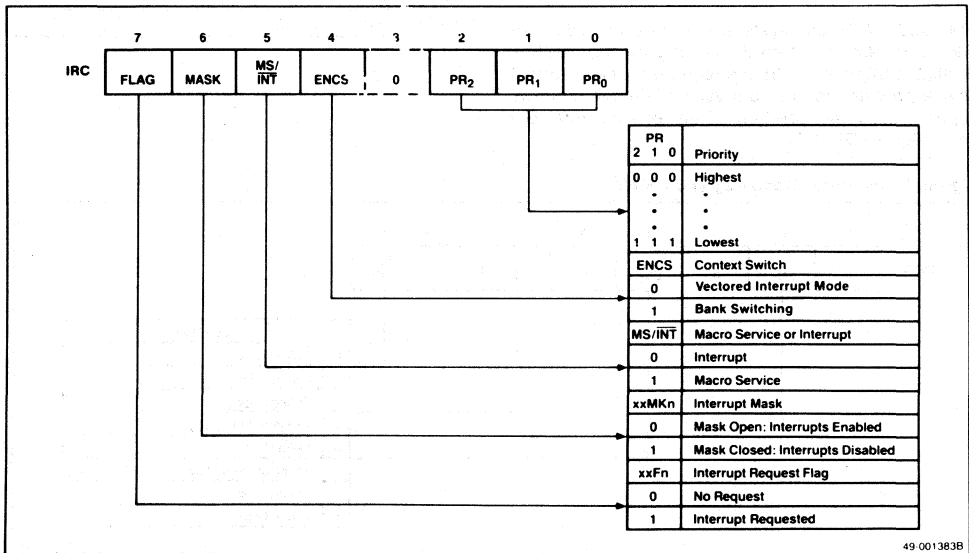 7 6 5 4 3 2 1 0
IRC FLAG MASK MS/INT ENCS 0 PR2 PR1 PR0
PR
2 1 0 Priority
0 0 0 Highest
• •
• •
• •
1 1 1 Lowest
ENCS Context Switch
0 Vectored Interrupt Mode
1 Bank Switching
MS/INT Macro Service or Interrupt
0 Interrupt
1 Macro Service
xxMKn Interrupt Mask
0 Mask Open: Interrupts Enabled
1 Mask Closed: Interrupts Disabled
xxFn Interrupt Request Flag
0 No Request
1 Interrupt Requested
49-001383B